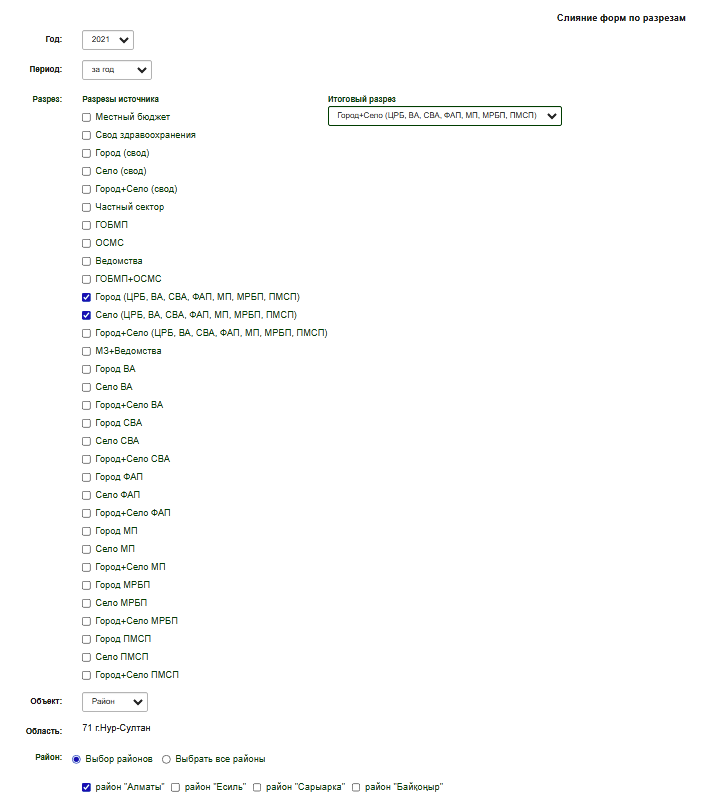 Слияние форм по разрезам
Год: 2021
Период: за год
Разрез: Разрезы источника Итоговый разрез
Местный бюджет Город+Село (ЦРБ, ВА, СВА, ФАП, МП, МРБП, ПМСП)
Свод здравоохранения
Город (свод)
Село (свод)
Город+Село (свод)
Частный сектор
ГОБМП
ОСМС
Ведомства
ГОБМП+ОСМС
Город (ЦРБ, ВА, СВА, ФАП, МП, МРБП, ПМСП)
Село (ЦРБ, ВА, СВА, ФАП, МП, МРБП, ПМСП)
Город+Село (ЦРБ, ВА, СВА, ФАП, МП, МРБП, ПМСП)
МЗ+Ведомства
Город ВА
Село ВА
Город+Село ВА
Город СВА
Село СВА
Город+Село СВА
Город ФАП
Село ФАП
Город+Село ФАП
Город МП
Село МП
Город+Село МП
Город МРБП
Село МРБП
Город+Село МРБП
Город ПМСП
Село ПМСП
Город+Село ПМСП
Объект: Район
Область: 71 г.Нур-Султан
Район: Выбор районов Выбрать все районы
район "Алматы" район "Есиль" район "Сарыарка" район "Байқоңыр"